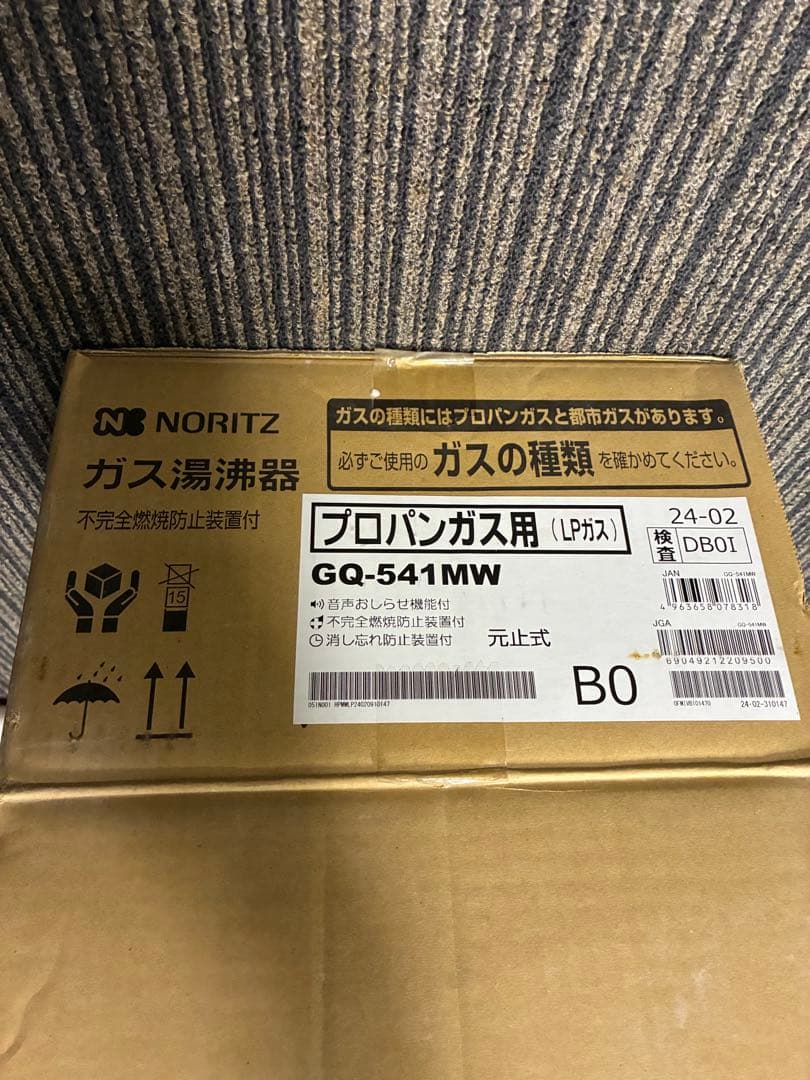 NORITZ
ガス湯沸器
不完全燃焼防止装置付
15
ガスの種類にはプロパンガスと都市ガスがあります。
必ずご使用の ガスの種類 を確かめてください。
プロパンガス用(LPガス)
GQ-541MW
音声おしらせ機能付
不完全燃焼防止装置付
消し忘れ防止装置付 元止式
24-02
検査 DB0I
JAN GQ-541MW
4963658078318
JGA GQ-541MW
69049212209500
B0
24-02-310147